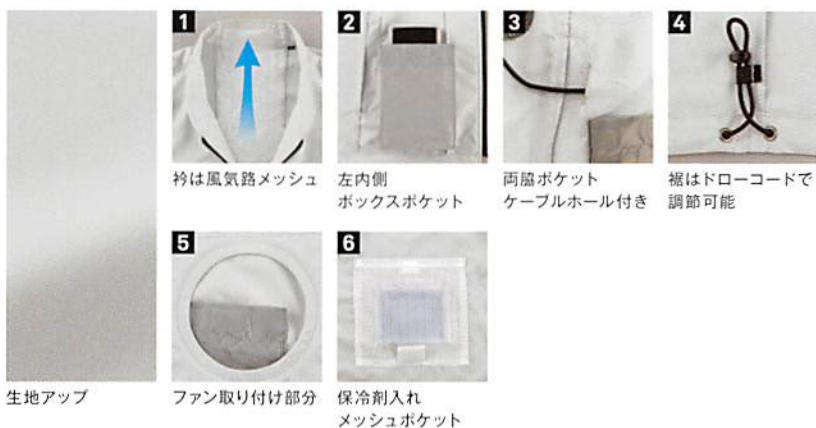 1
衿は風気路メッシュ
2
左内側
ボックスポケット
3
両脇ポケット
ケーブルホール付き
4
裾はドローコードで
調節可能
生地アップ
5
ファン取り付け部分
6
保冷剤入れ
メッシュポケット